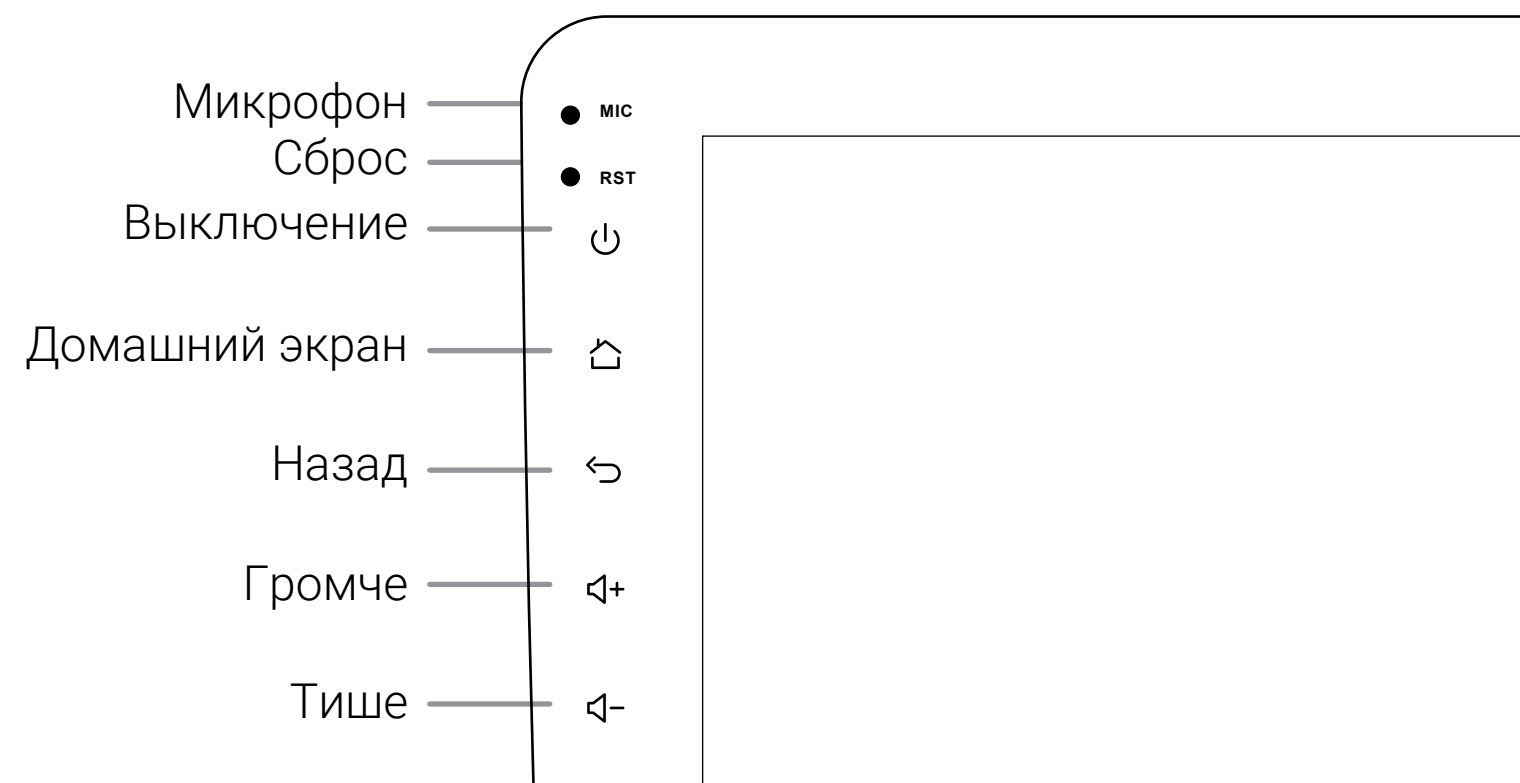 Микрофон
MIC
Сброс
RST
Выключение
Домашний экран
Назад
Громче
Тише